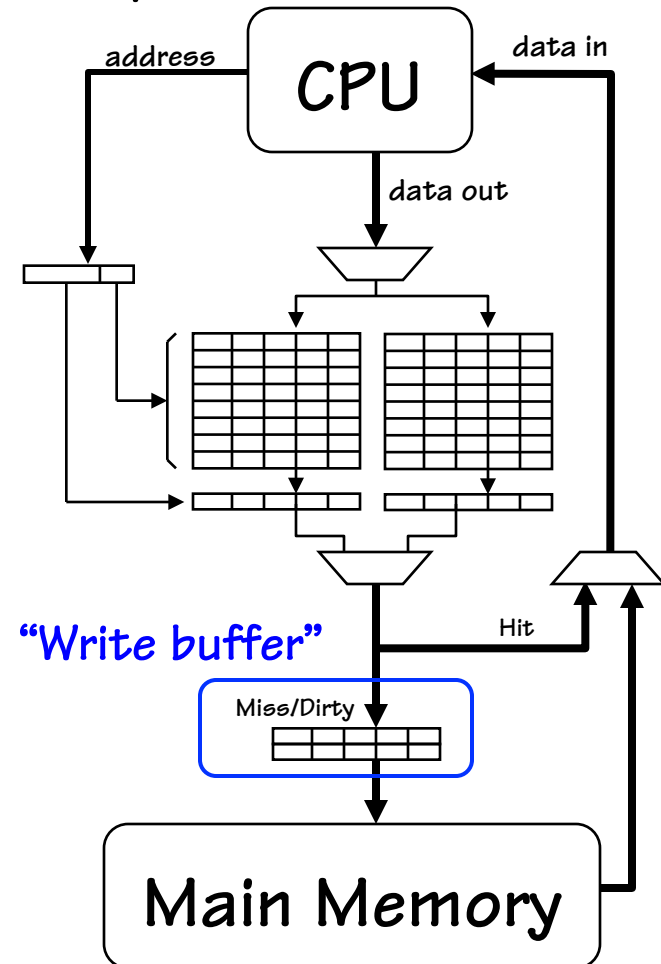 address
CPU
data in
data out
"Write buffer"
Hit
Miss/Dirty
Main Memory